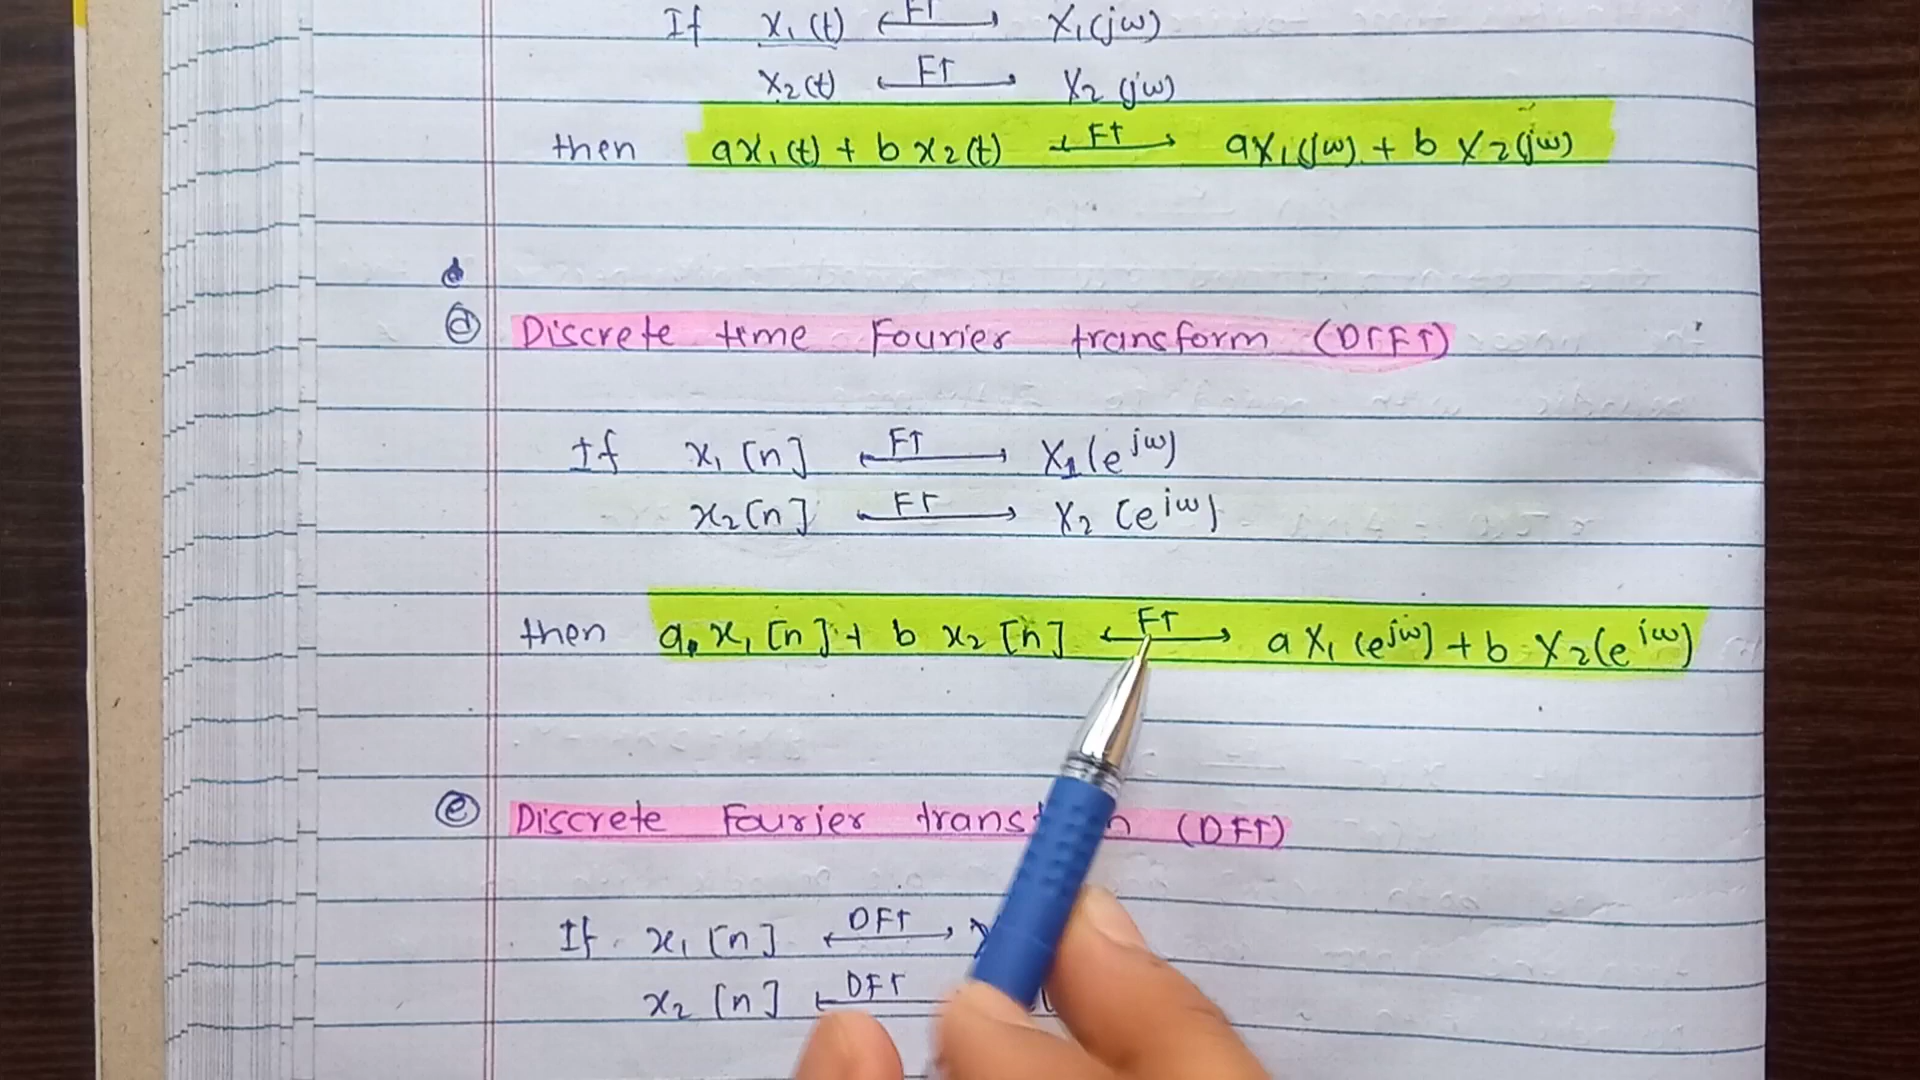 If x₁(t) ⟷FT X₁(jω)
x₂(t) ⟷FT X₂(jω)
then ax₁(t) + b x₂(t) ⟷FT aX₁(jω) + b X₂(jω)
d
ⓓ Discrete time Fourier transform (DTFT)
If x₁[n] ⟷FT X₁(e^jω)
x₂[n] ⟷FT X₂(e^jω)
then a. x₁[n] + b x₂[n] ⟷FT a X₁(e^jω) + b X₂(e^jω)
ⓔ Discrete Fourier (DFT)
If x₁[n] ⟷DFT
x₂[n] ⟷DFT